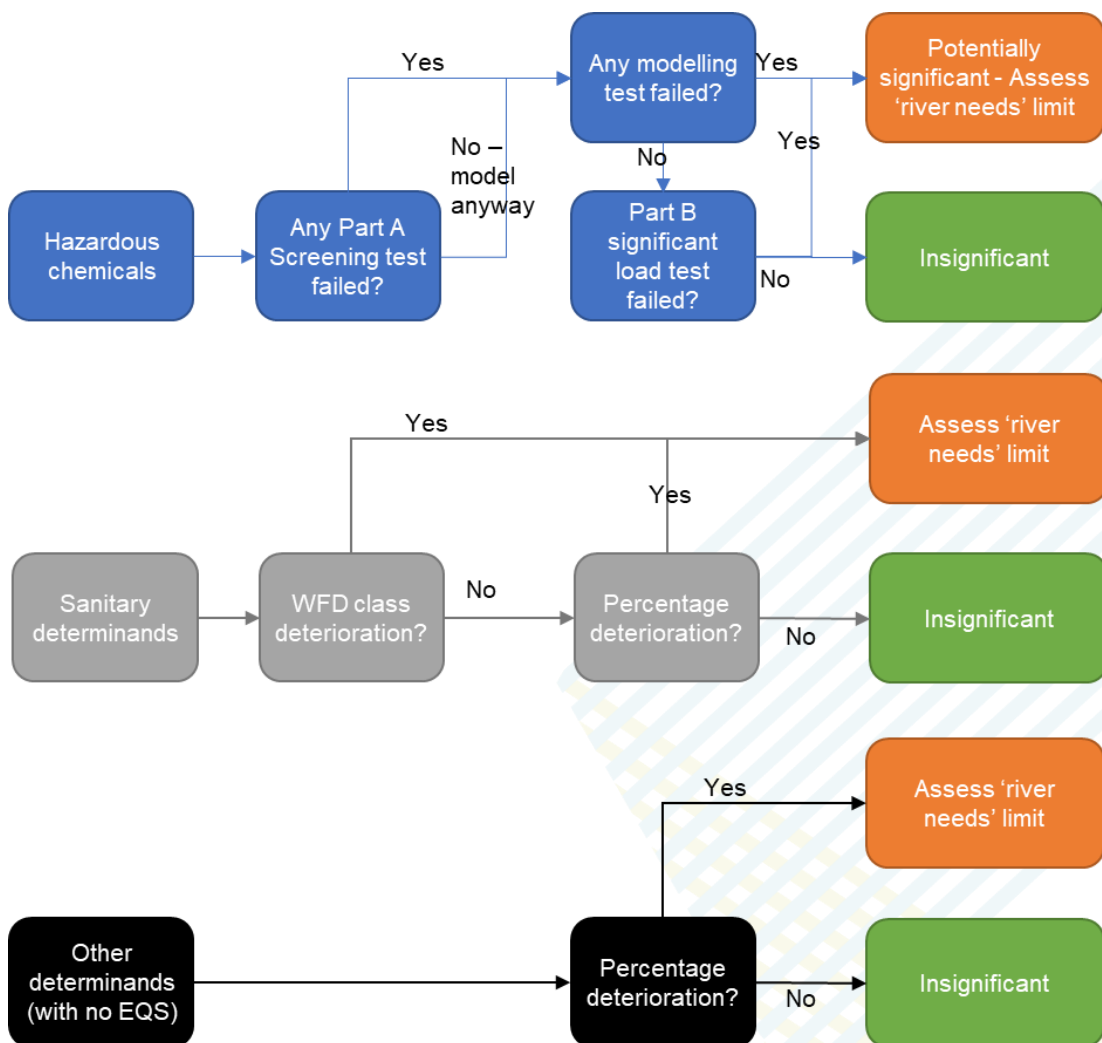 Yes
Any modelling
test failed?
Yes
Potentially
significant - Assess
‘river needs’ limit
No –
model
anyway
No
Yes
Hazardous
chemicals
Any Part A
Screening test
failed?
Part B
significant
load test
failed?
No
Insignificant
Yes
Assess ‘river
needs’ limit
Yes
Sanitary
determinands
WFD class
deterioration?
No
Percentage
deterioration?
No
Insignificant
Yes
Assess ‘river
needs’ limit
Other
determinands
(with no EQS)
Percentage
deterioration?
No
Insignificant